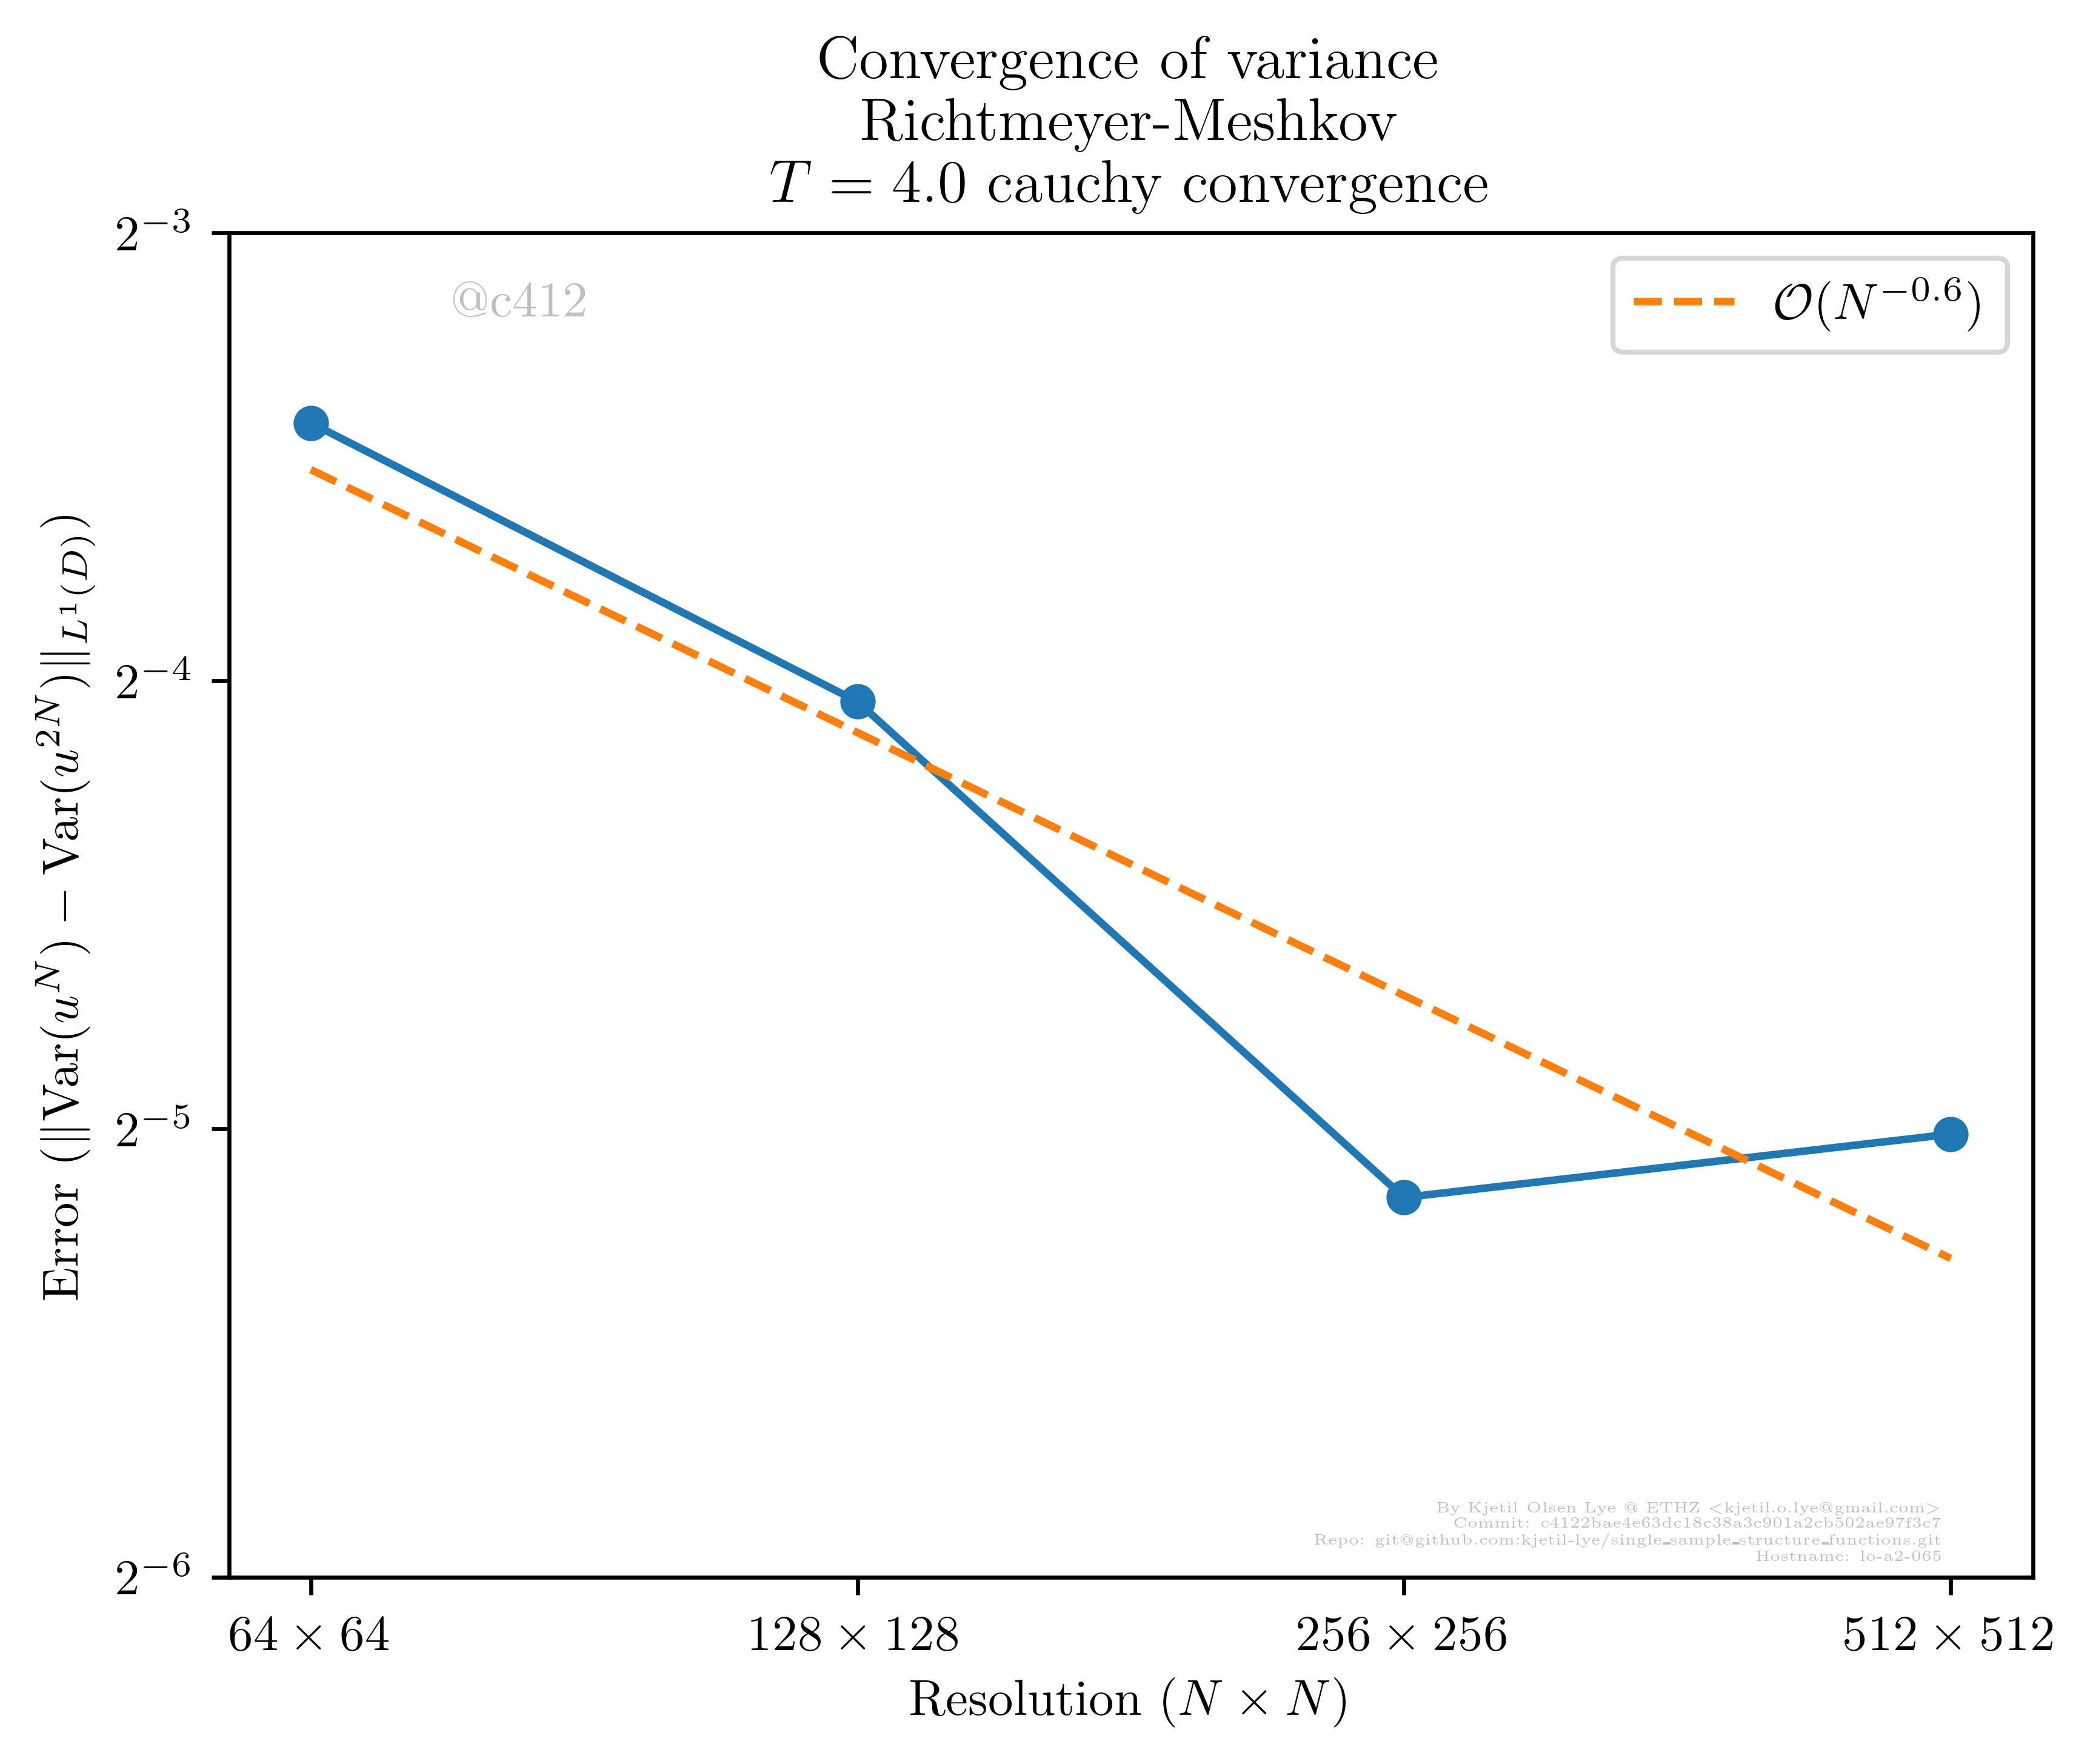 Convergence of variance
Richtmeyer-Meshkov
T = 4.0 cauchy convergence
2⁻³
@c412
O(N⁻⁰·⁶)
2⁻⁴
2⁻⁵
2⁻⁶
Error (||Var(u^N) − Var(u^{2N})||_{L^1(D)})
By Kjetil Olsen Lye @ ETHZ <kjetil.o.lye@gmail.com>
Commit: c4122bae4e63dc18c38a3c901a2cb502ae97f3c7
Repo: git@github.com:kjetil-lye/single_sample_structure_functions.git
Hostname: lo-a2-065
64 × 64 128 × 128 256 × 256 512 × 512
Resolution (N × N)